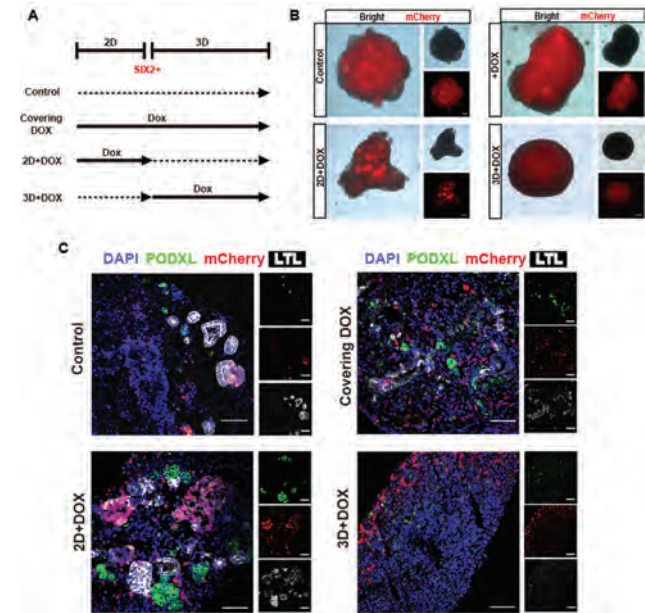 A
2D 3D
SIX2+
Control
Covering DOX Dox
2D+DOX Dox
3D+DOX Dox
B
Bright mCherry
Control
Bright mCherry
+DOX
2D+DOX
3D+DOX
C
DAPI PODXL mCherry LTL
DAPI PODXL mCherry LTL
Control
Covering DOX
2D+DOX
3D+DOX